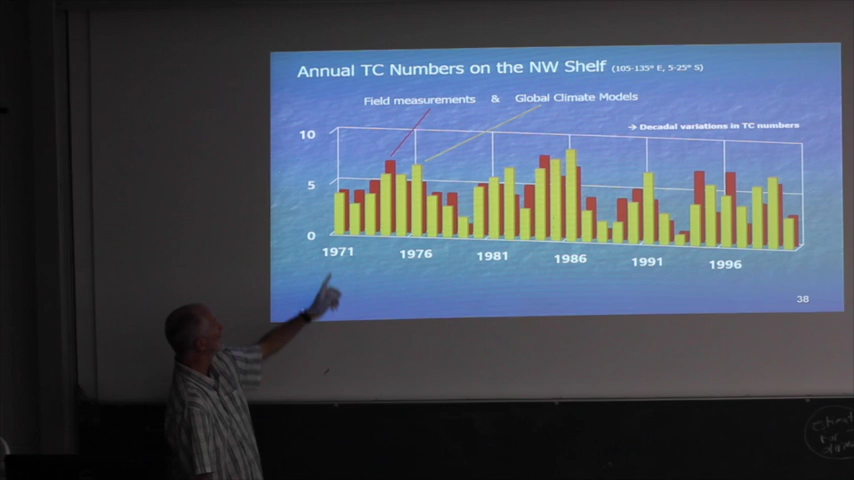 Annual TC Numbers on the NW Shelf (105-135° E, 5-25° S)
Field measurements & Global Climate Models
→ Decadal variations in TC numbers
10
5
0
1971 1976 1981 1986 1991 1996
38